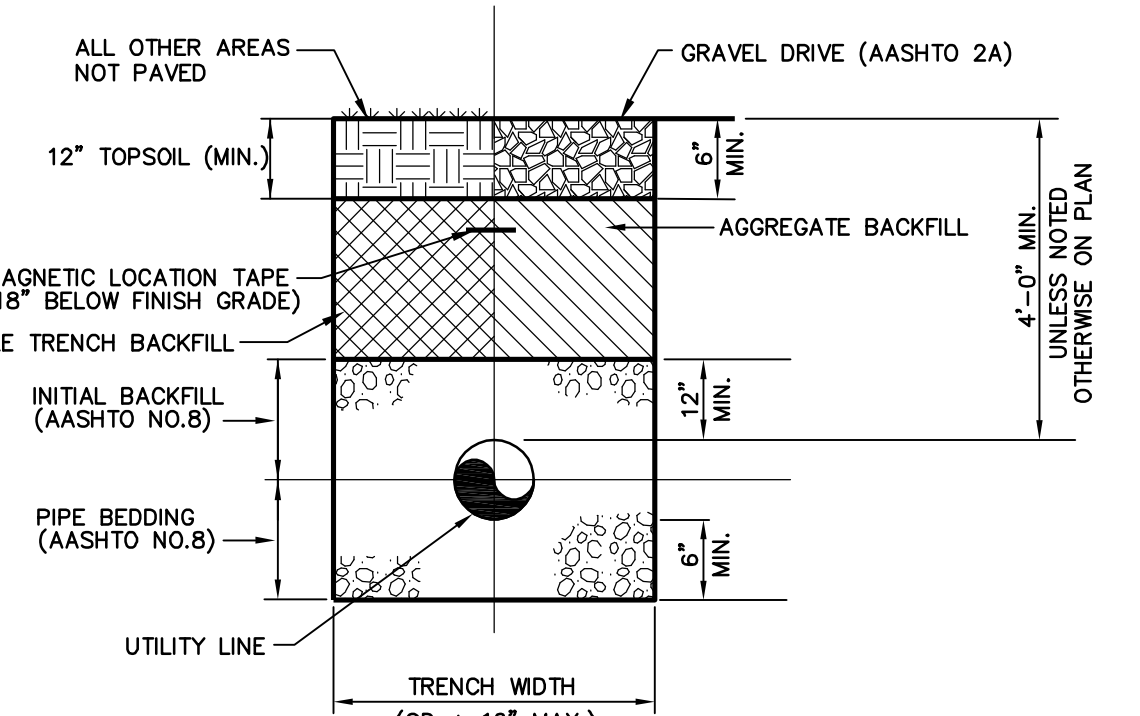 ALL OTHER AREAS
NOT PAVED
GRAVEL DRIVE (AASHTO 2A)
12" TOPSOIL (MIN.)
6"
MIN.
AGGREGATE BACKFILL
LOCATION TAPE
18" BELOW FINISH GRADE)
TRENCH BACKFILL
4'-0" MIN.
UNLESS NOTED
OTHERWISE ON PLAN
INITIAL BACKFILL
(AASHTO NO.8)
12"
MIN.
PIPE BEDDING
(AASHTO NO.8)
6"
MIN.
UTILITY LINE
TRENCH WIDTH